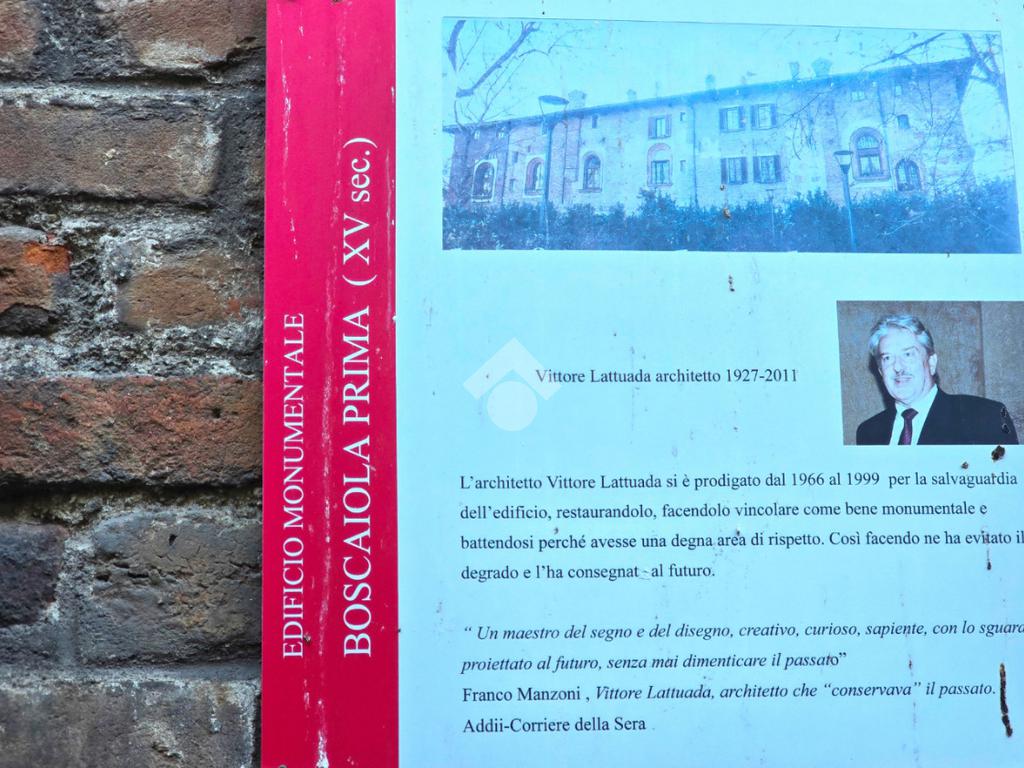 EDIFICIO MONUMENTALE
BOSCAIOLA PRIMA ( XV sec.)
Vittore Lattuada architetto 1927-2011
L'architetto Vittore Lattuada si è prodigato dal 1966 al 1999 per la salvaguardia
dell'edificio, restaurandolo, facendolo vincolare come bene monumentale e
battendosi perché avesse una degna area di rispetto. Così facendo ne ha evitato il
degrado e l'ha consegnat al futuro.
“ Un maestro del segno e del disegno, creativo, curioso, sapiente, con lo sguard
proiettato al futuro, senza mai dimenticare il passato”
Franco Manzoni , Vittore Lattuada, architetto che “conservava” il passato.
Addii-Corriere della Sera